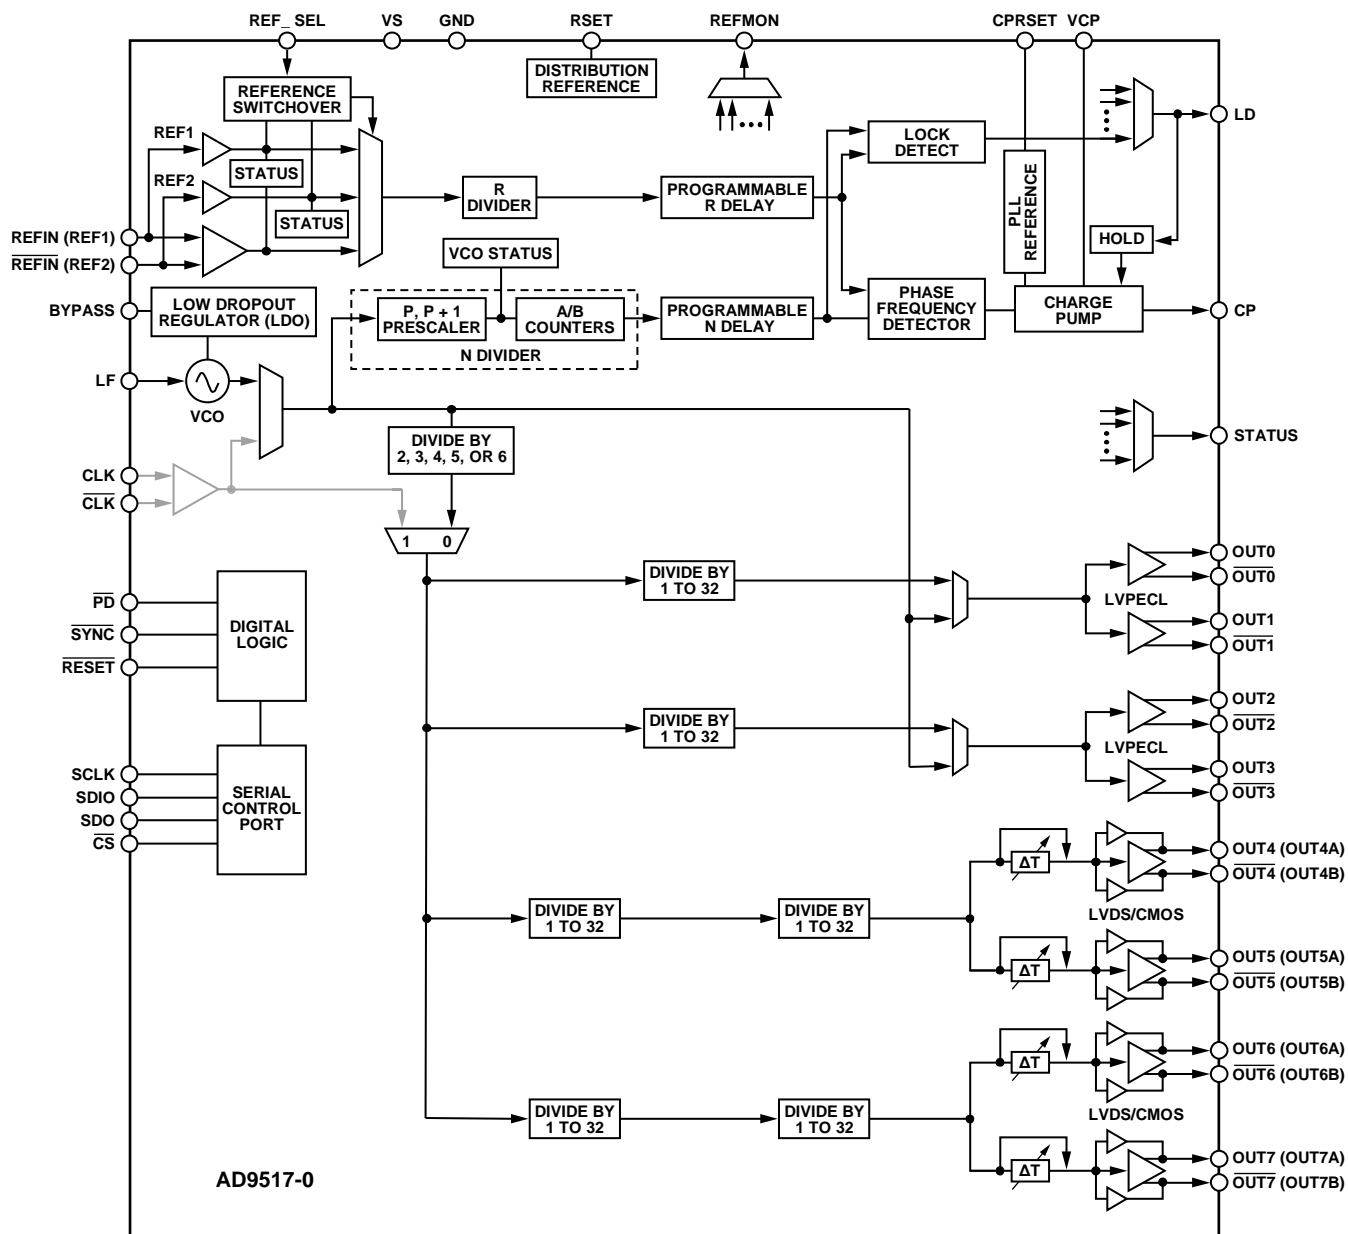 REF_ SEL
VS
GND
RSET
REFMON
CPRSET
VCP
DISTRIBUTION
REFERENCE
REFERENCE
SWITCHOVER
REF1
STATUS
REF2
STATUS
R
DIVIDER
PROGRAMMABLE
R DELAY
LOCK
DETECT
PLL
REFERENCE
HOLD
LD
REFIN (REF1)
REFIN (REF2)
BYPASS
LOW DROPOUT
REGULATOR (LDO)
VCO STATUS
P, P + 1
PRESCALER
A/B
COUNTERS
N DIVIDER
PROGRAMMABLE
N DELAY
PHASE
FREQUENCY
DETECTOR
CHARGE
PUMP
CP
LF
VCO
STATUS
DIVIDE BY
2, 3, 4, 5, OR 6
CLK
CLK
1 0
DIVIDE BY
1 TO 32
LVPECL
OUT0
OUT0
OUT1
OUT1
PD
SYNC
RESET
DIGITAL
LOGIC
DIVIDE BY
1 TO 32
LVPECL
OUT2
OUT2
OUT3
OUT3
SCLK
SDIO
SDO
CS
SERIAL
CONTROL
PORT
DIVIDE BY
1 TO 32
DIVIDE BY
1 TO 32
ΔT
ΔT
LVDS/CMOS
OUT4 (OUT4A)
OUT4 (OUT4B)
OUT5 (OUT5A)
OUT5 (OUT5B)
DIVIDE BY
1 TO 32
DIVIDE BY
1 TO 32
ΔT
ΔT
LVDS/CMOS
OUT6 (OUT6A)
OUT6 (OUT6B)
OUT7 (OUT7A)
OUT7 (OUT7B)
AD9517-0